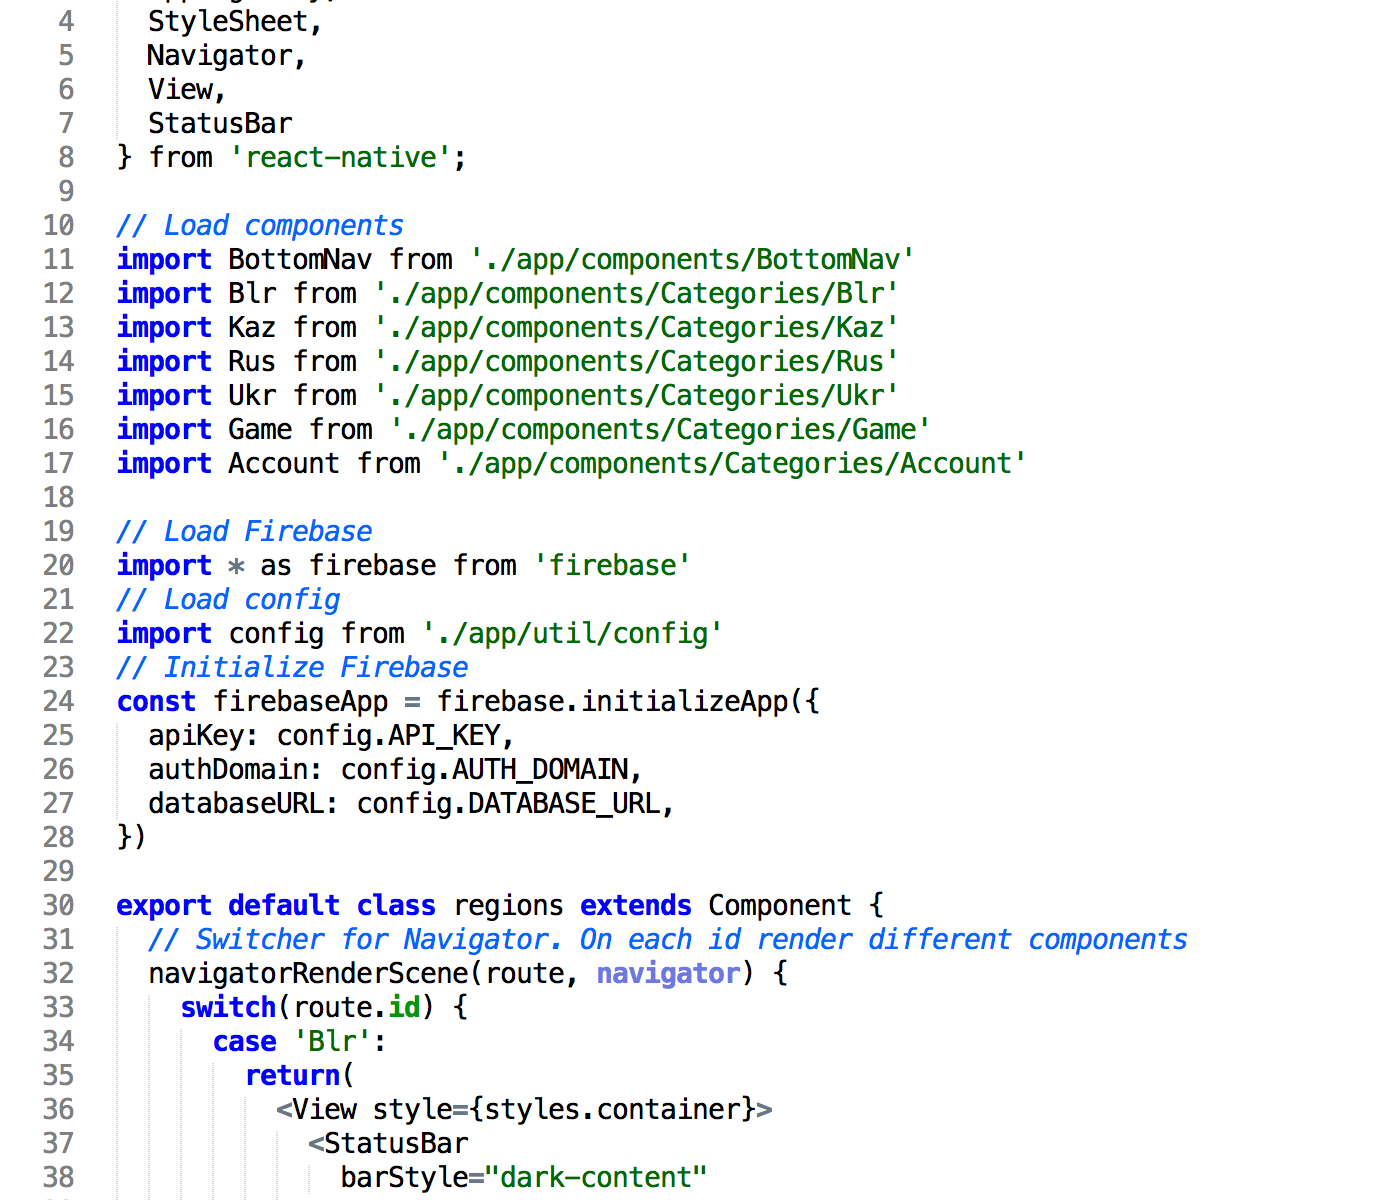 4 StyleSheet,
5 Navigator,
6 View,
7 StatusBar
8 } from 'react-native';
9
10 // Load components
11 import BottomNav from './app/components/BottomNav'
12 import Blr from './app/components/Categories/Blr'
13 import Kaz from './app/components/Categories/Kaz'
14 import Rus from './app/components/Categories/Rus'
15 import Ukr from './app/components/Categories/Ukr'
16 import Game from './app/components/Categories/Game'
17 import Account from './app/components/Categories/Account'
18
19 // Load Firebase
20 import * as firebase from 'firebase'
21 // Load config
22 import config from './app/util/config'
23 // Initialize Firebase
24 const firebaseApp = firebase.initializeApp({
25 apiKey: config.API_KEY,
26 authDomain: config.AUTH_DOMAIN,
27 databaseURL: config.DATABASE_URL,
28 })
29
30 export default class regions extends Component {
31 // Switcher for Navigator. On each id render different components
32 navigatorRenderScene(route, navigator) {
33 switch(route.id) {
34 case 'Blr':
35 return(
36 <View style={styles.container}>
37 <StatusBar
38 barStyle="dark-content"